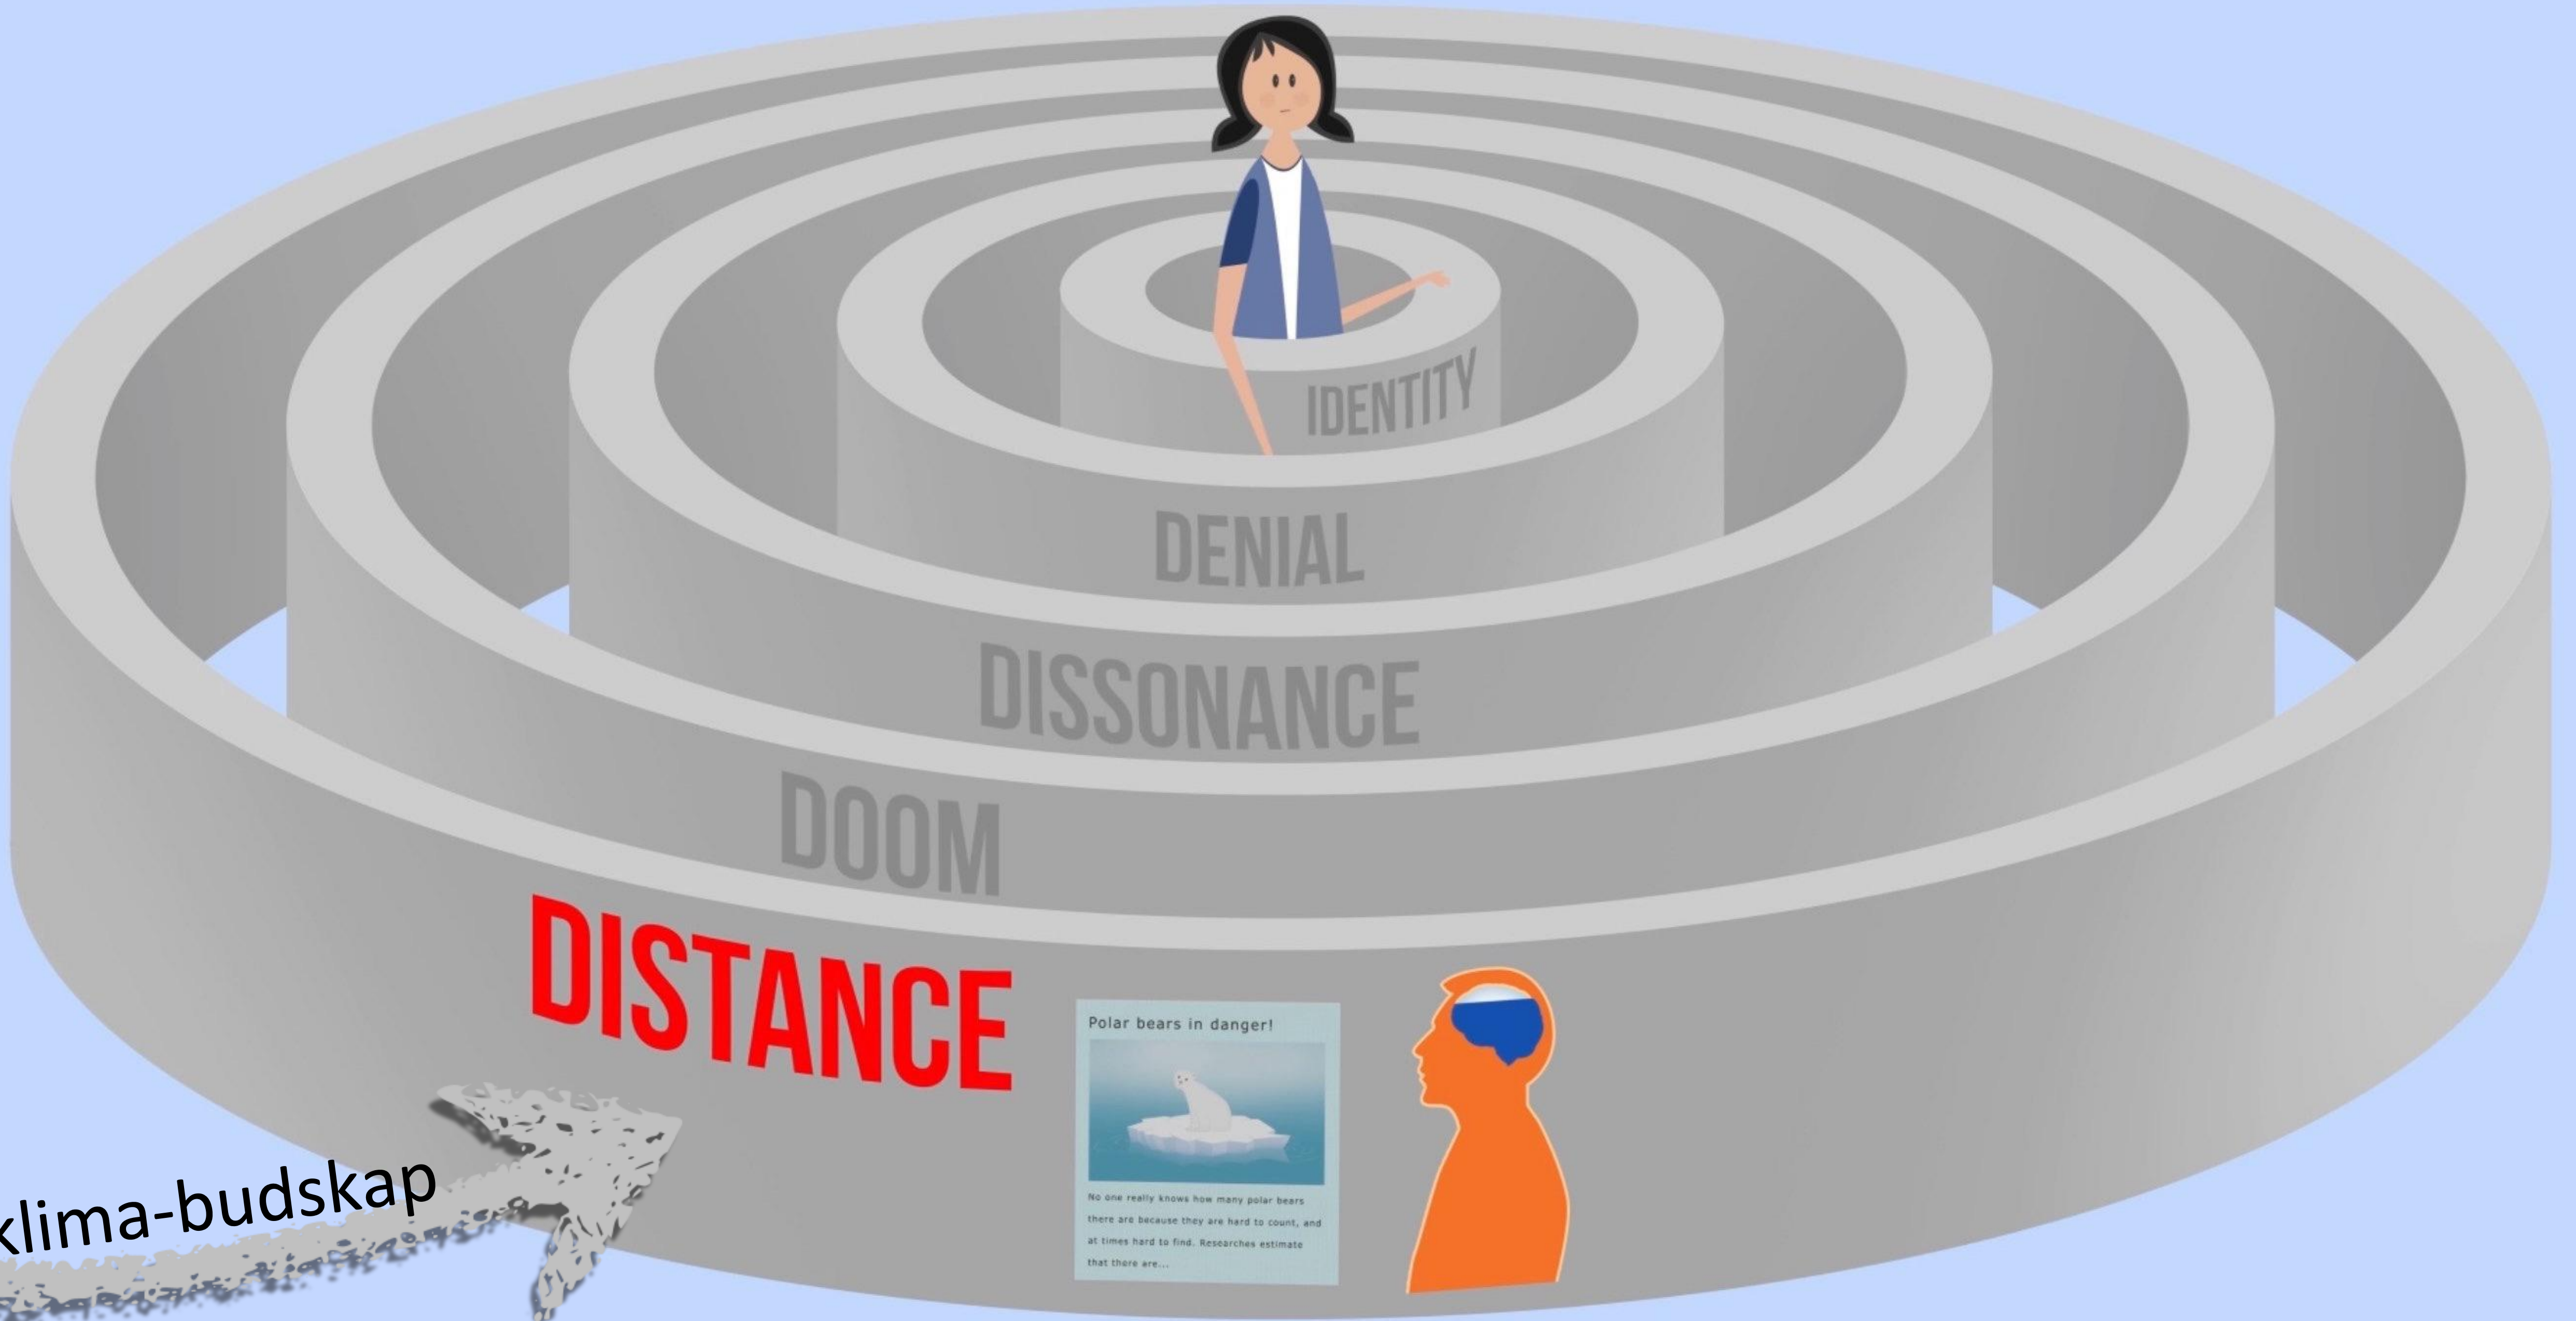 IDENTITY
DENIAL
DISSONANCE
DOOM
DISTANCE
Polar bears in danger!
No one really knows how many polar bears
there are because they are hard to count, and
at times hard to find. Researches estimate
that there are...
klima-budskap